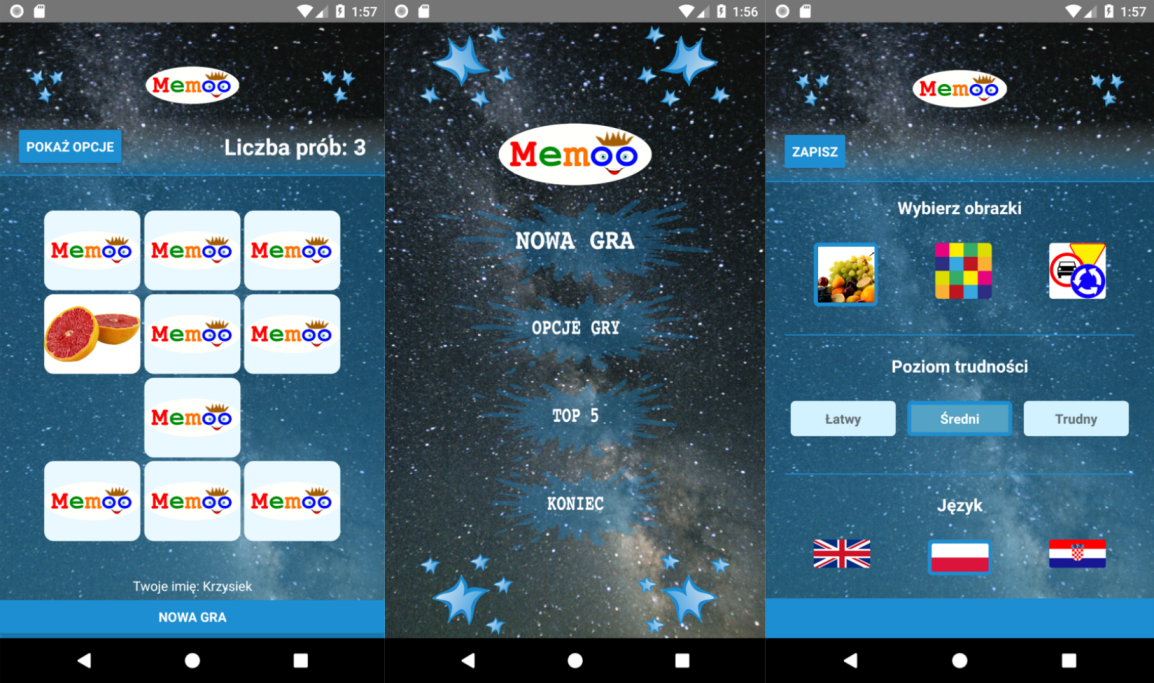 1:57
Memoo
POKAŻ OPCJE
Liczba prób: 3
Memoo Memoo Memoo
Memoo Memoo
Memoo
Memoo Memoo Memoo
Twoje imię: Krzysiek
NOWA GRA
1:56
Memoo
NOWA GRA
OPCJE GRY
TOP 5
KONIEC
1:57
Memoo
ZAPISZ
Wybierz obrazki
Poziom trudności
Łatwy Średni Trudny
Język